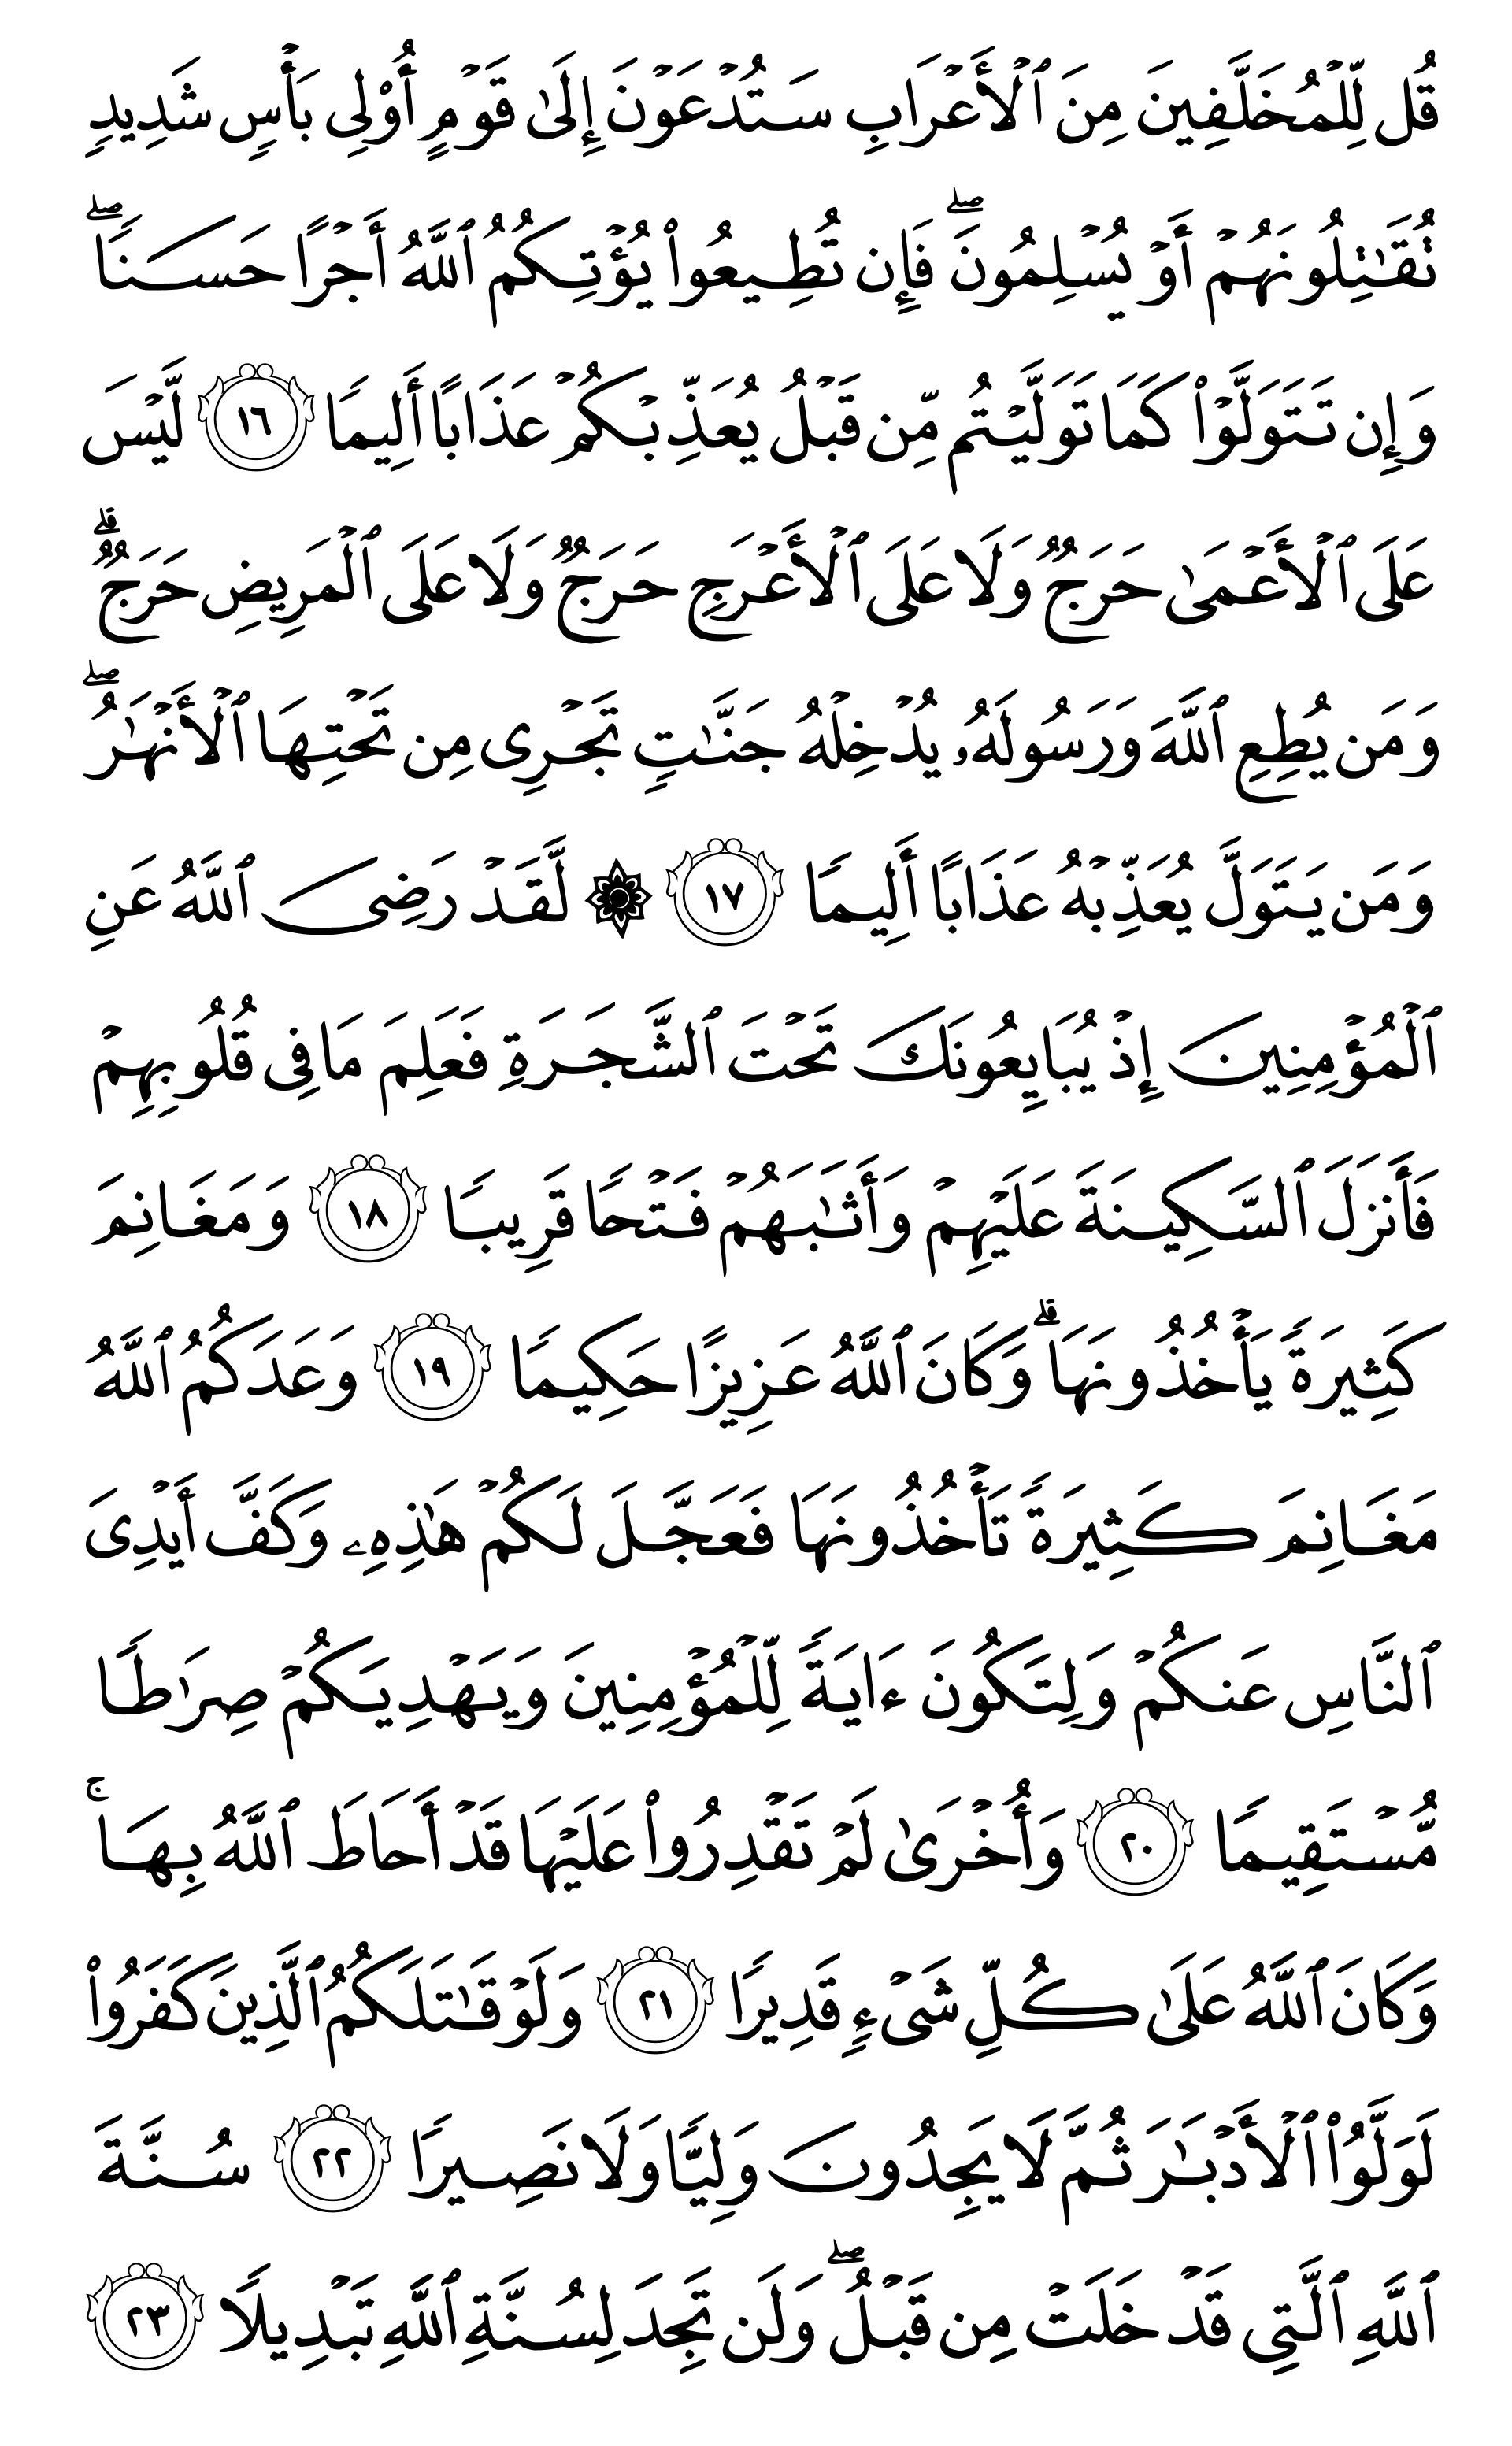 قُل لِّلْمُخَلَّفِينَ مِنَ ٱلْأَعْرَابِ سَتُدْعَوْنَ إِلَىٰ قَوْمٍ أُو۟لِى بَأْسٍ شَدِيدٍ
تُقَـٰتِلُونَهُمْ أَوْ يُسْلِمُونَ ۖ فَإِن تُطِيعُوا۟ يُؤْتِكُمُ ٱللَّهُ أَجْرًا حَسَنًا ۖ
وَإِن تَتَوَلَّوْا۟ كَمَا تَوَلَّيْتُم مِّن قَبْلُ يُعَذِّبْكُمْ عَذَابًا أَلِيمًا ١٦ لَّيْسَ
عَلَى ٱلْأَعْمَىٰ حَرَجٌ وَلَا عَلَى ٱلْأَعْرَجِ حَرَجٌ وَلَا عَلَى ٱلْمَرِيضِ حَرَجٌ ۗ
وَمَن يُطِعِ ٱللَّهَ وَرَسُولَهُۥ يُدْخِلْهُ جَنَّـٰتٍ تَجْرِى مِن تَحْتِهَا ٱلْأَنْهَـٰرُ ۖ
وَمَن يَتَوَلَّ يُعَذِّبْهُ عَذَابًا أَلِيمًا ١٧ ۞ لَّقَدْ رَضِىَ ٱللَّهُ عَنِ
ٱلْمُؤْمِنِينَ إِذْ يُبَايِعُونَكَ تَحْتَ ٱلشَّجَرَةِ فَعَلِمَ مَا فِى قُلُوبِهِمْ
فَأَنزَلَ ٱلسَّكِينَةَ عَلَيْهِمْ وَأَثَـٰبَهُمْ فَتْحًا قَرِيبًا ١٨ وَمَغَانِمَ
كَثِيرَةً يَأْخُذُونَهَا ۗ وَكَانَ ٱللَّهُ عَزِيزًا حَكِيمًا ١٩ وَعَدَكُمُ ٱللَّهُ
مَغَانِمَ كَثِيرَةً تَأْخُذُونَهَا فَعَجَّلَ لَكُمْ هَـٰذِهِۦ وَكَفَّ أَيْدِىَ
ٱلنَّاسِ عَنكُمْ وَلِتَكُونَ ءَايَةً لِّلْمُؤْمِنِينَ وَيَهْدِيَكُمْ صِرَٰطًا
مُّسْتَقِيمًا ٢٠ وَأُخْرَىٰ لَمْ تَقْدِرُوا۟ عَلَيْهَا قَدْ أَحَاطَ ٱللَّهُ بِهَا ۚ
وَكَانَ ٱللَّهُ عَلَىٰ كُلِّ شَىْءٍ قَدِيرًا ٢١ وَلَوْ قَـٰتَلَكُمُ ٱلَّذِينَ كَفَرُوا۟
لَوَلَّوُا۟ ٱلْأَدْبَـٰرَ ثُمَّ لَا يَجِدُونَ وَلِيًّا وَلَا نَصِيرًا ٢٢ سُنَّةَ
ٱللَّهِ ٱلَّتِى قَدْ خَلَتْ مِن قَبْلُ ۖ وَلَن تَجِدَ لِسُنَّةِ ٱللَّهِ تَبْدِيلًا ٢٣